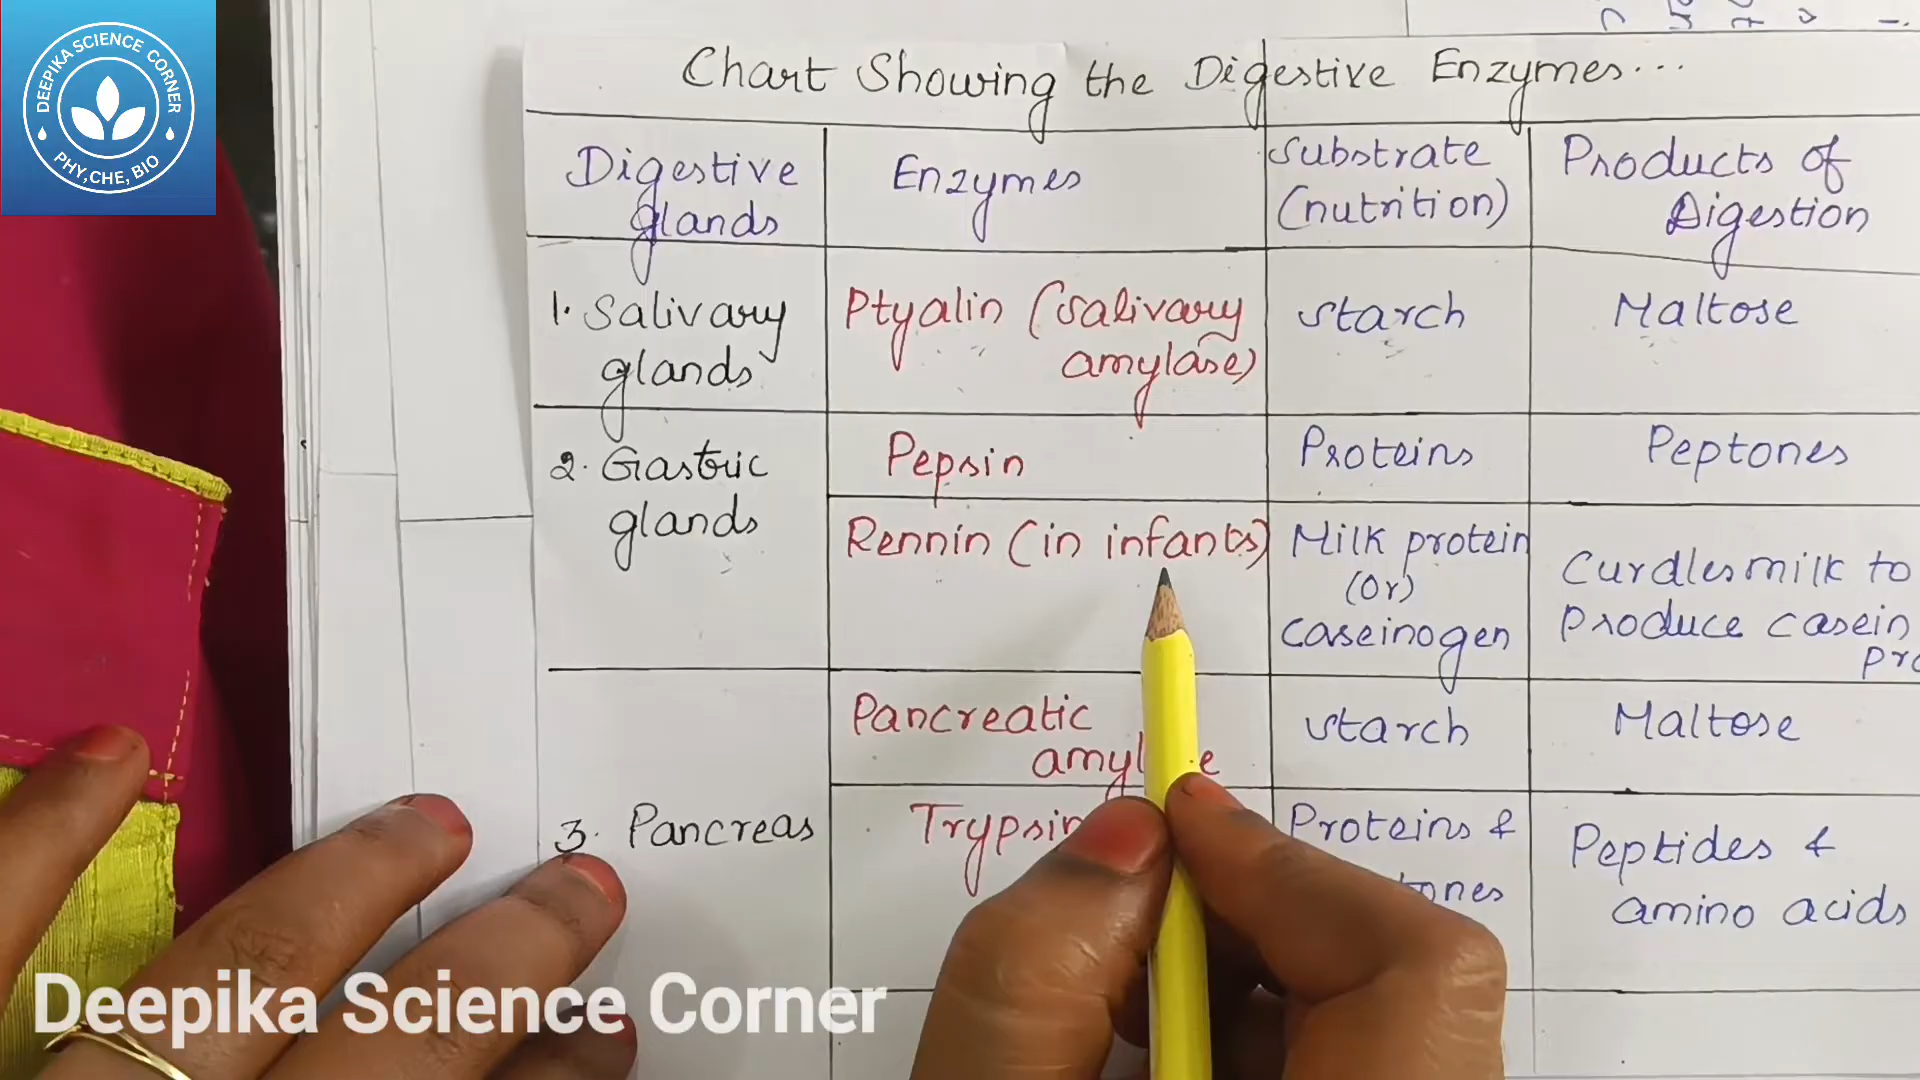 DEEPIKA SCIENCE CORNER
PHY,CHE, BIO
Chart Showing the Digestive Enzymes...
Digestive glands
Enzymes
Substrate (nutrition)
Products of Digestion
1. Salivary glands
Ptyalin (salivary amylase)
Starch
Maltose
2. Gastric glands
Pepsin
Proteins
Peptones
Rennin (in infants)
Milk protein (Or) caseinogen
Curdles milk to produce casein
Pancreatic
Starch
Maltose
3. Pancreas
Trypsin
Proteins &
Peptides & amino acids
Deepika Science Corner